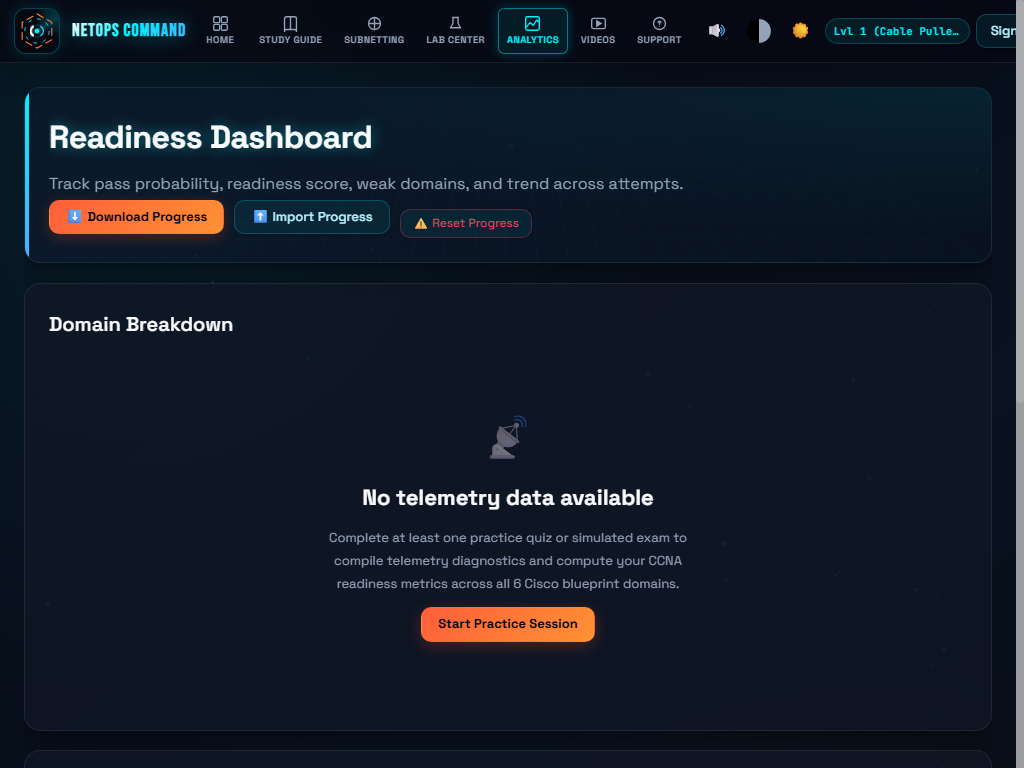 NETOPS COMMAND
HOME
STUDY GUIDE
SUBNETTING
LAB CENTER
ANALYTICS
VIDEOS
SUPPORT
Lvl 1 (Cable Pulle…
Sign
Readiness Dashboard
Track pass probability, readiness score, weak domains, and trend across attempts.
Download Progress
Import Progress
Reset Progress
Domain Breakdown
No telemetry data available
Complete at least one practice quiz or simulated exam to
compile telemetry diagnostics and compute your CCNA
readiness metrics across all 6 Cisco blueprint domains.
Start Practice Session